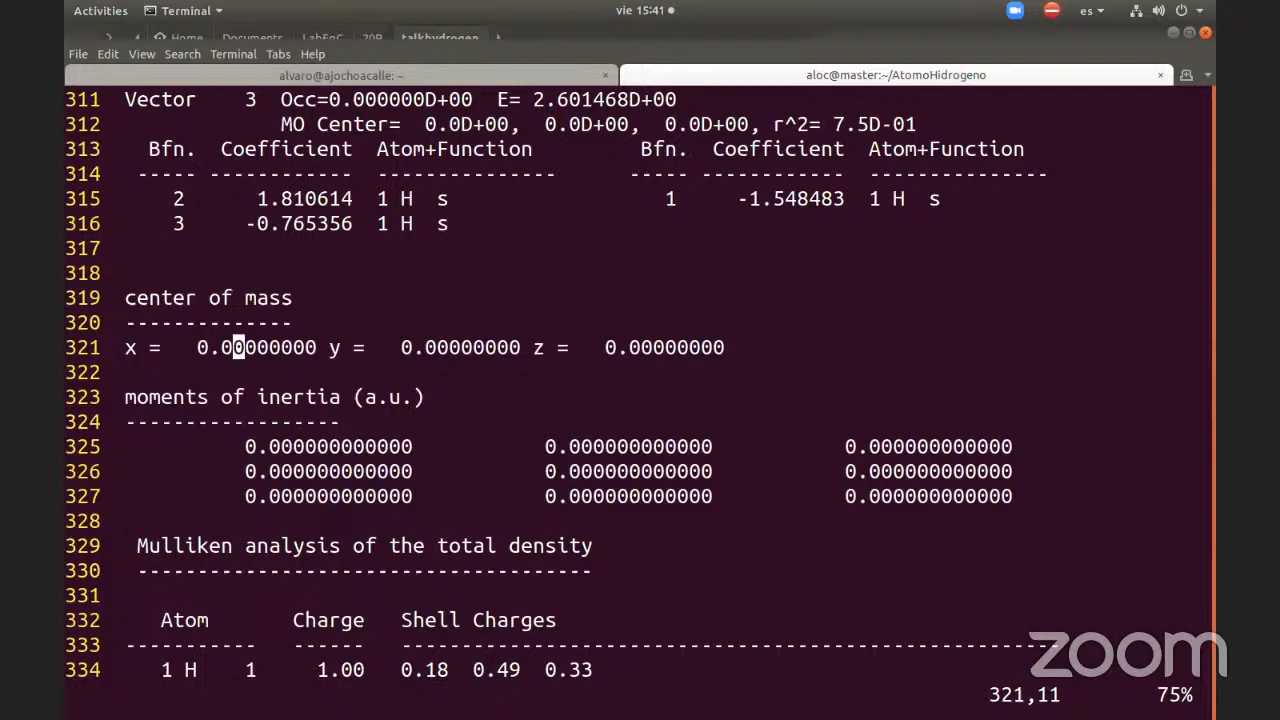 Activities Terminal vie 15:41 es
Home Documents LabFqC 20P talkhydrogen
File Edit View Search Terminal Tabs Help
alvaro@ajochoacalle: ~ × aloc@master:~/AtomoHidrogeno ×
311 Vector 3 Occ=0.000000D+00 E= 2.601468D+00
312 MO Center= 0.0D+00, 0.0D+00, 0.0D+00, r^2= 7.5D-01
313 Bfn. Coefficient Atom+Function Bfn. Coefficient Atom+Function
314 ----- ------------ --------------- ----- ------------ ---------------
315 2 1.810614 1 H s 1 -1.548483 1 H s
316 3 -0.765356 1 H s
317
318
319 center of mass
320 --------------
321 x = 0.00000000 y = 0.00000000 z = 0.00000000
322
323 moments of inertia (a.u.)
324 ------------------
325 0.000000000000 0.000000000000 0.000000000000
326 0.000000000000 0.000000000000 0.000000000000
327 0.000000000000 0.000000000000 0.000000000000
328
329 Mulliken analysis of the total density
330 --------------------------------------
331
332 Atom Charge Shell Charges
333 ----------- ------ -------------------------------------------------------
334 1 H 1 1.00 0.18 0.49 0.33
321,11 75%
zoom